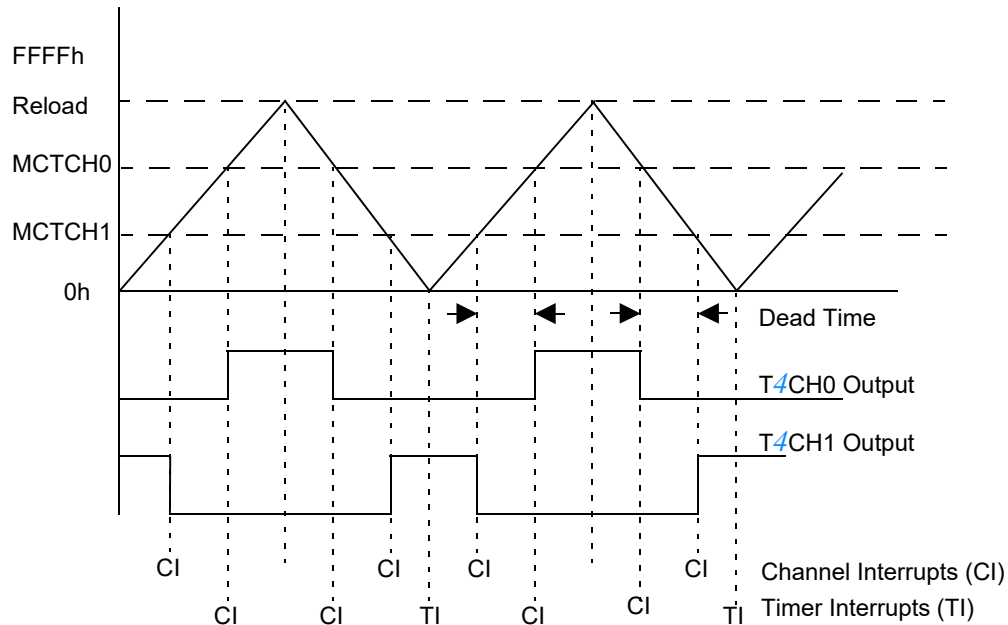 FFFFh
Reload
MCTCH0
MCTCH1
0h
Dead Time
T4CH0 Output
T4CH1 Output
CI CI CI CI Channel Interrupts (CI)
CI CI TI CI CI TI Timer Interrupts (TI)